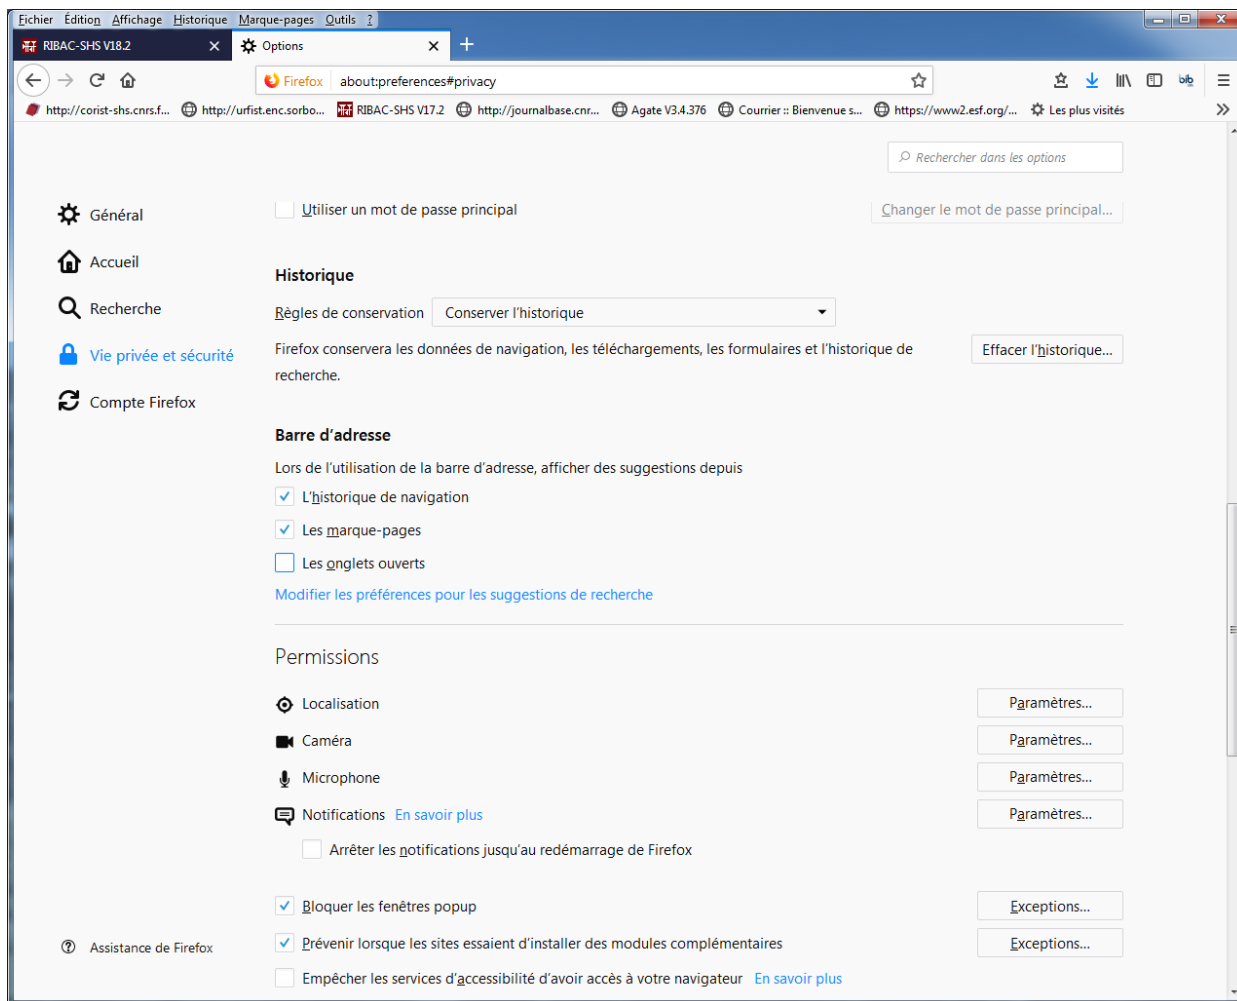 Fichier Édition Affichage Historique Marque-pages Outils ?
RIBAC-SHS V18.2 Options
Firefox about:preferences#privacy
http://corist-shs.cnrs.f... http://urfist.enc.sorbo... RIBAC-SHS V17.2 http://journalbase.cnr... Agate V3.4.376 Courrier :: Bienvenue s... https://www2.esf.org/... Les plus visités
Rechercher dans les options
Utiliser un mot de passe principal
Changer le mot de passe principal...
Général
Accueil
Recherche
Vie privée et sécurité
Compte Firefox
Historique
Règles de conservation Conserver l'historique
Firefox conservera les données de navigation, les téléchargements, les formulaires et l'historique de
recherche.
Effacer l'historique...
Barre d'adresse
Lors de l'utilisation de la barre d'adresse, afficher des suggestions depuis
L'historique de navigation
Les marque-pages
Les onglets ouverts
Modifier les préférences pour les suggestions de recherche
Permissions
Localisation Paramètres...
Caméra Paramètres...
Microphone Paramètres...
Notifications En savoir plus Paramètres...
Arrêter les notifications jusqu'au redémarrage de Firefox
Bloquer les fenêtres popup Exceptions...
Prévenir lorsque les sites essaient d'installer des modules complémentaires Exceptions...
Empêcher les services d'accessibilité d'avoir accès à votre navigateur En savoir plus
Assistance de Firefox